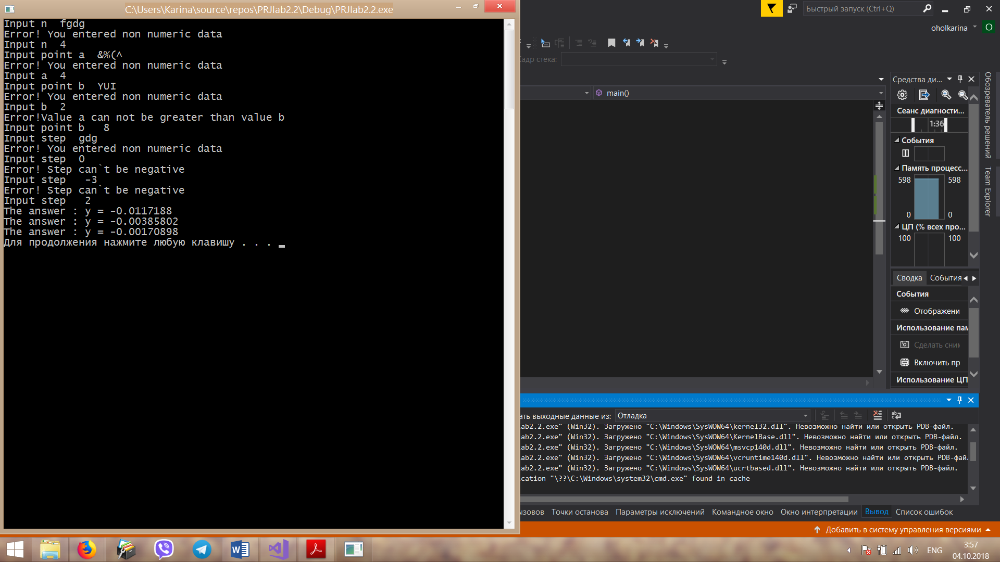 C:\Users\Karina\source\repos\PRJlab2.2\Debug\PRJlab2.2.exe
Input n  fgdg
Error! You entered non numeric data
Input n  4
Input point a  &%(^
Error! You entered non numeric data
Input a  4
Input point b  YUI
Error! You entered non numeric data
Input b  2
Error!Value a can not be greater than value b
Input point b   8
Input step  gdg
Error! You entered non numeric data
Input step  0
Error! Step can`t be negative
Input step   -3
Error! Step can`t be negative
Input step   2
The answer : y = -0.0117188
The answer : y = -0.00385802
The answer : y = -0.00170898
Для продолжения нажмите любую клавишу . . .
Быстрый запуск (Ctrl+Q)
oholkarina
O
адр стека:
main()
Средства ди...
Сеанс диагности...
1:36
События
Память процесс...
598 598
0 0
ЦП (% всех про...
100 100
Сводка События
События
Отображени
Использование пам
Сделать сни
Включить пр
Использование ЦП
Обозреватель решений
Team Explorer
ать выходные данные из: Отладка
lab2.2.exe" (Win32). Загружено "C:\Windows\SysWOW64\kernel32.dll". Невозможно найти или открыть PDB-файл.
lab2.2.exe" (Win32). Загружено "C:\Windows\SysWOW64\KernelBase.dll". Невозможно найти или открыть PDB-файл.
lab2.2.exe" (Win32). Загружено "C:\Windows\SysWOW64\msvcp140d.dll". Невозможно найти или открыть PDB-файл.
lab2.2.exe" (Win32). Загружено "C:\Windows\SysWOW64\vcruntime140d.dll". Невозможно найти или открыть PDB-файл
lab2.2.exe" (Win32). Загружено "C:\Windows\SysWOW64\ucrtbased.dll". Невозможно найти или открыть PDB-файл.
cation "\??\C:\Windows\system32\cmd.exe" found in cache
ызовов Точки останова Параметры исключений Командное окно Окно интерпретации Вывод Список ошибок
Добавить в систему управления версиями
ENG
3:57
04.10.2018